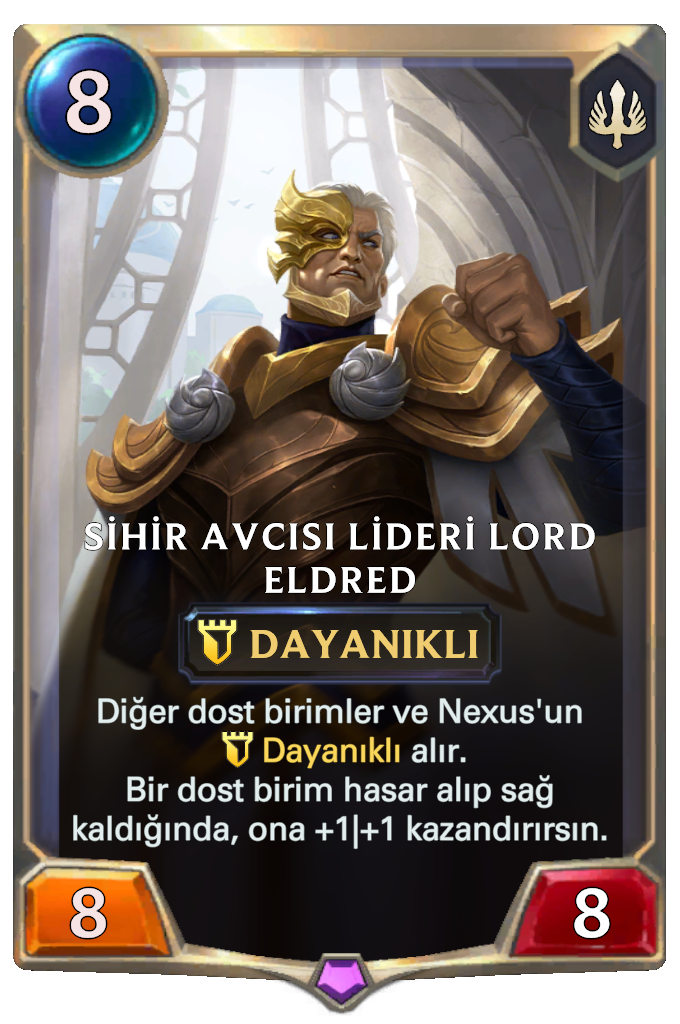 8
SİHİR AVCISI LİDERİ LORD
ELDRED
DAYANIKLI
Diğer dost birimler ve Nexus'un
Dayanıklı alır.
Bir dost birim hasar alıp sağ
kaldığında, ona +1|+1 kazandırırsın.
8
8